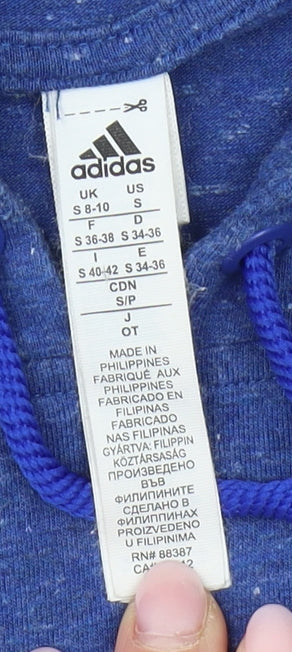 adidas
UK US
S 8-10 S
F D
S 36-38 S 34-36
I E
S 40-42 S 34-36
CDN
S/P
J
OT
MADE IN
PHILIPPINES
FABRIQUÉ AUX
PHILIPPINES
FABRICADO EN
FILIPINAS
FABRICADO
NAS FILIPINAS
GYÁRTVA: FILIPPIN
KÖZTÁRSASÁG
ПРОИЗВЕДЕНО
ВЪВ
ФИЛИПИНИТЕ
СДЕЛАНО В
ФИЛИППИНАХ
PROIZVEDENO
U FILIPINIMA
RN# 88387